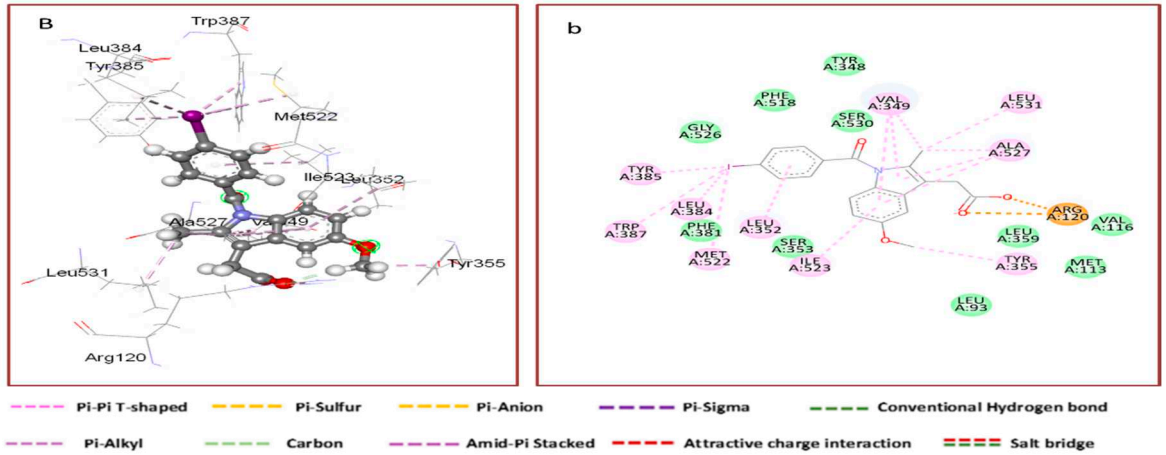 B
Trp387
Leu384
Tyr385
Met522
Ile523
Leu352
Ala527
Val349
Leu531
Tyr355
Arg120
b
TYR
A:348
PHE
A:518
VAL
A:349
LEU
A:531
SER
A:530
GLY
A:526
ALA
A:527
O
TYR
A:385
I
N
LEU
A:384
O
ARG
A:120
TRP
A:387
PHE
A:381
LEU
A:352
O
VAL
A:116
SER
A:353
LEU
A:359
MET
A:522
ILE
A:523
O
TYR
A:355
MET
A:113
LEU
A:93
Pi-Pi T-shaped
Pi-Sulfur
Pi-Anion
Pi-Sigma
Conventional Hydrogen bond
Pi-Alkyl
Carbon
Amid-Pi Stacked
Attractive charge interaction
Salt bridge